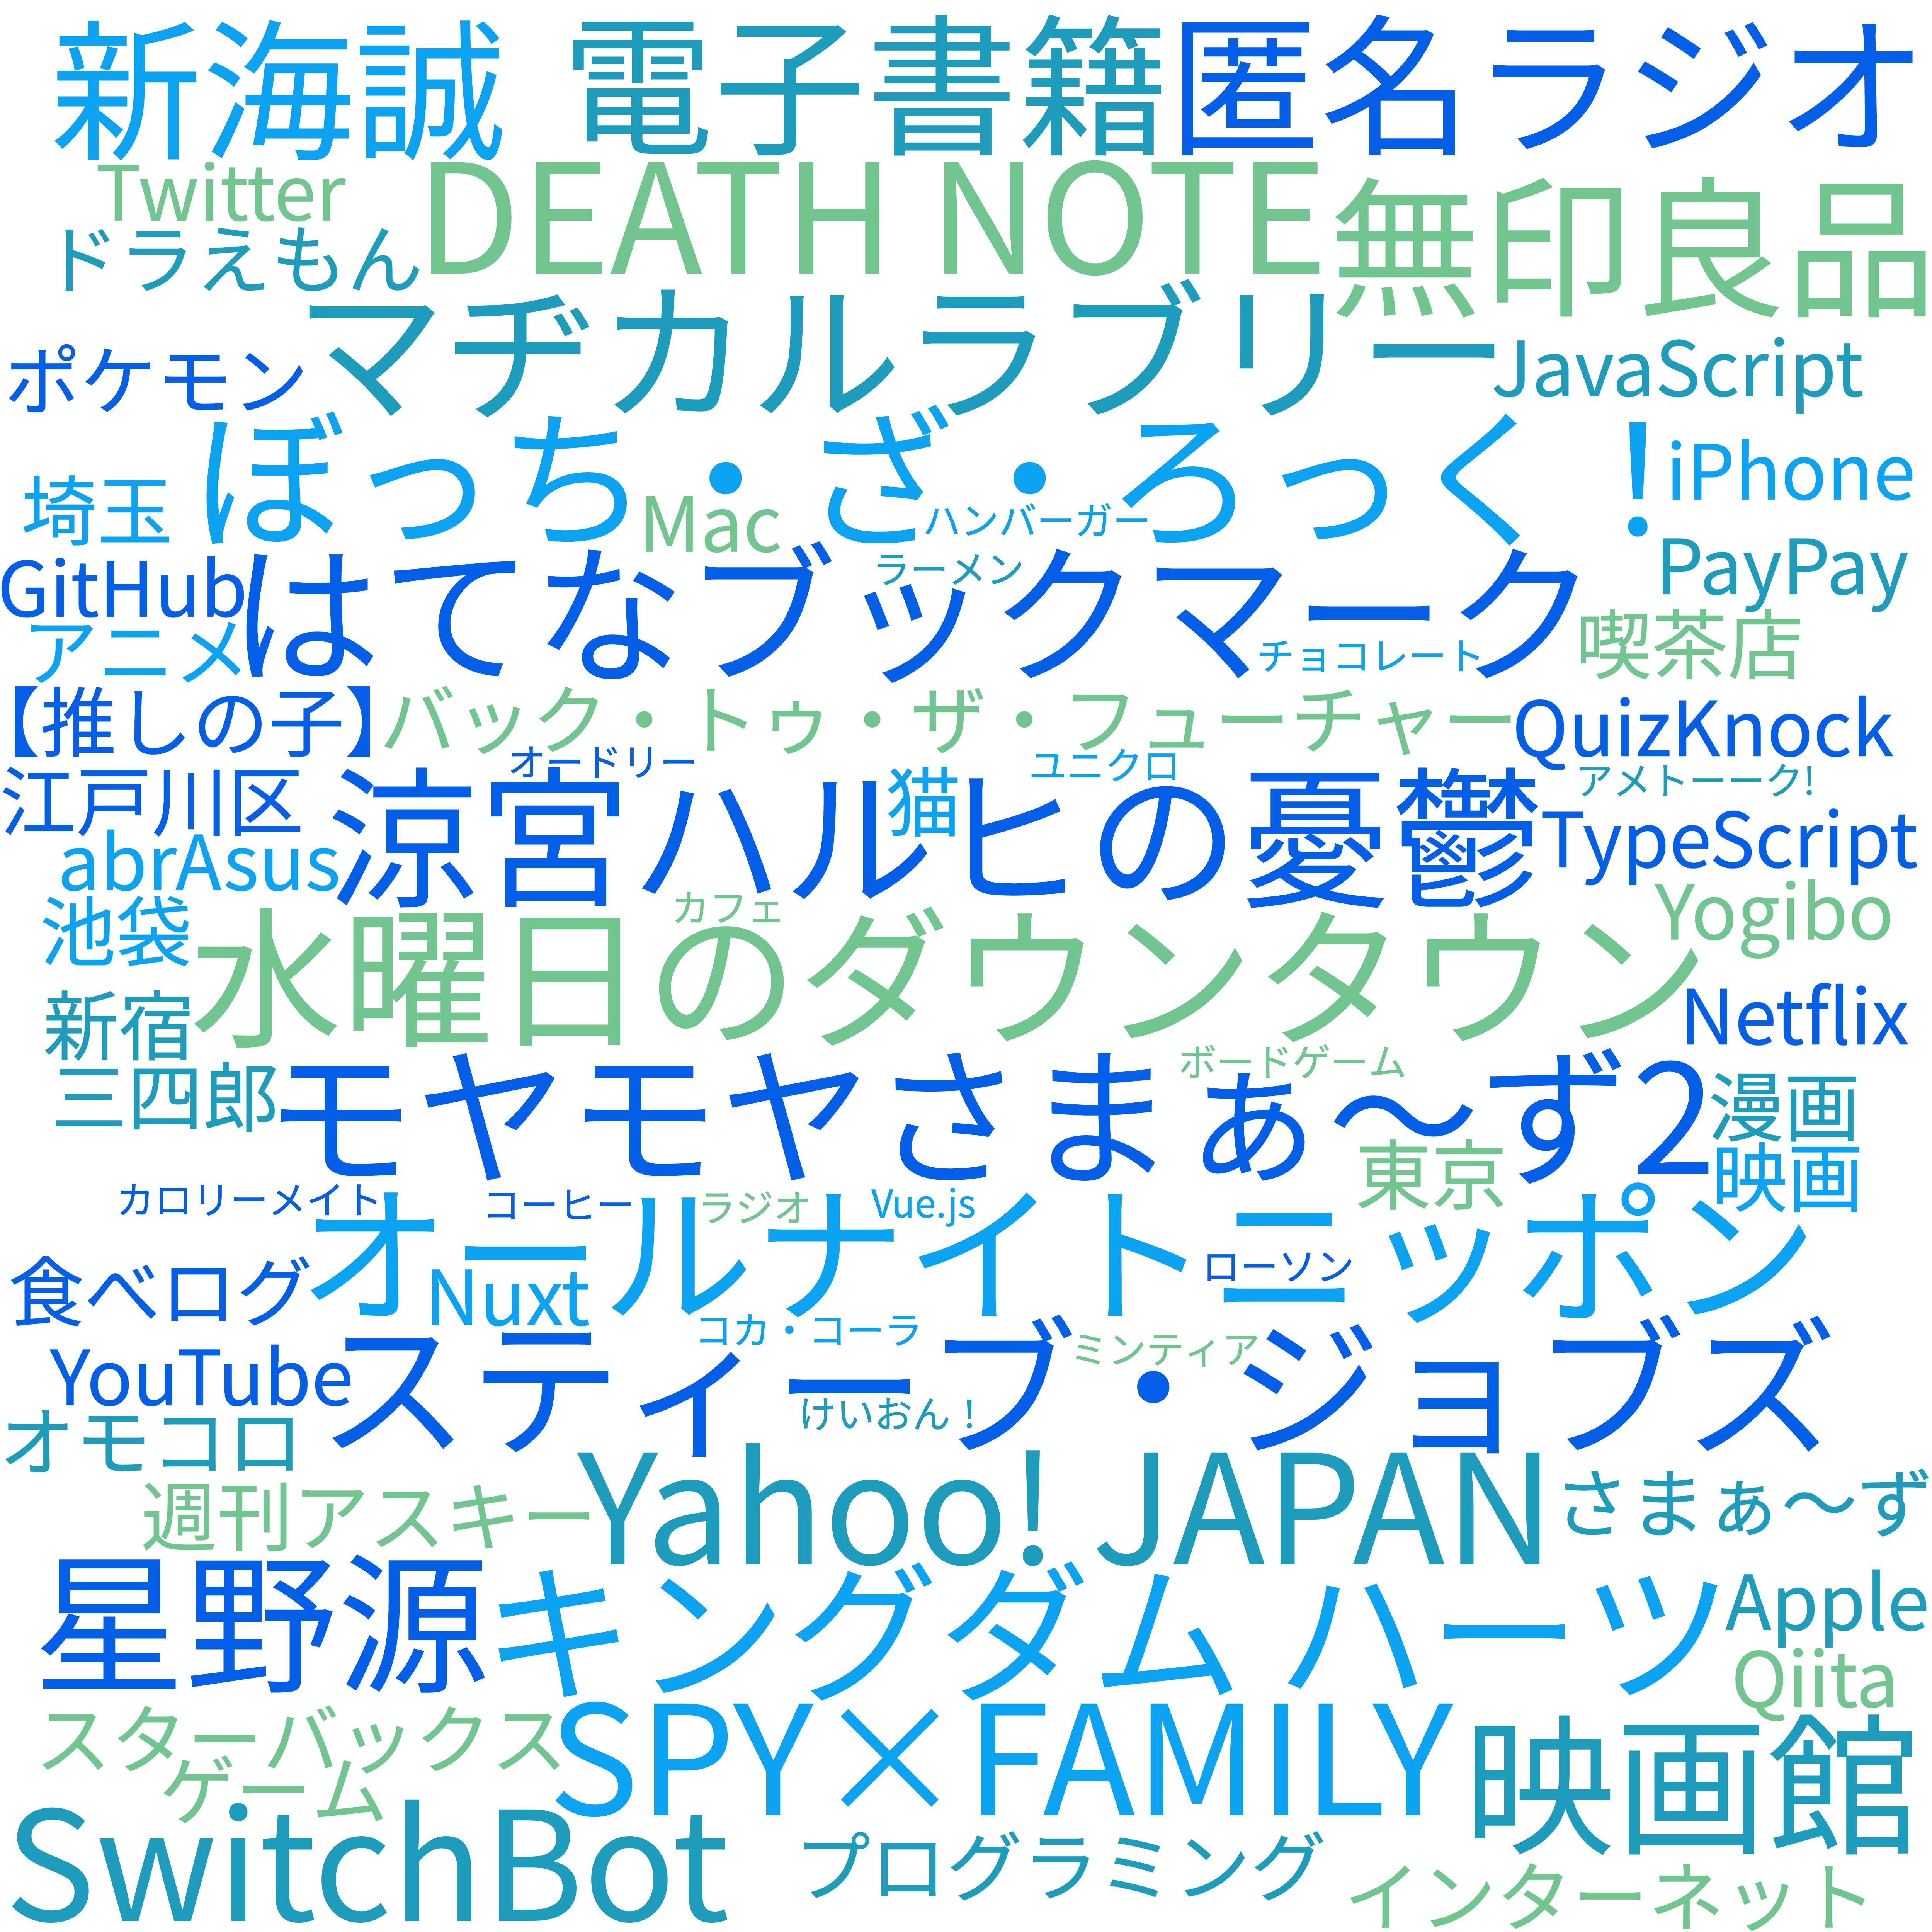 新海誠
電子書籍
匿名ラジオ
Twitter
DEATH NOTE
無印良品
ドラえもん
マヂカルラブリー
ポケモン
JavaScript
ぼっち・ざ・ろっく！
iPhone
埼玉
Mac
ハンバーガー
PayPay
GitHub
はてなブックマーク
ラーメン
アニメ
チョコレート
喫茶店
【推しの子】
バック・トゥ・ザ・フューチャー
QuizKnock
オードリー
ユニクロ
アメトーーク!
江戸川区
涼宮ハルヒの憂鬱
猫
TypeScript
abrAsus
カフェ
Yogibo
池袋
水曜日のダウンタウン
新宿
Netflix
三四郎
モヤモヤさまぁ〜ず2
ボードゲーム
漫画
東京
映画
カロリーメイト
コーヒー
ラジオ
Vue.js
オールナイトニッポン
食べログ
Nuxt
ローソン
コカ・コーラ
ミンティア
YouTube
スティーブ・ジョブズ
けいおん！
オモコロ
Yahoo! JAPAN
週刊アスキー
さまぁ〜ず
星野源
キングダムハーツ
Apple
Qiita
スターバックス
SPY×FAMILY
映画館
ゲーム
SwitchBot
プログラミング
インターネット